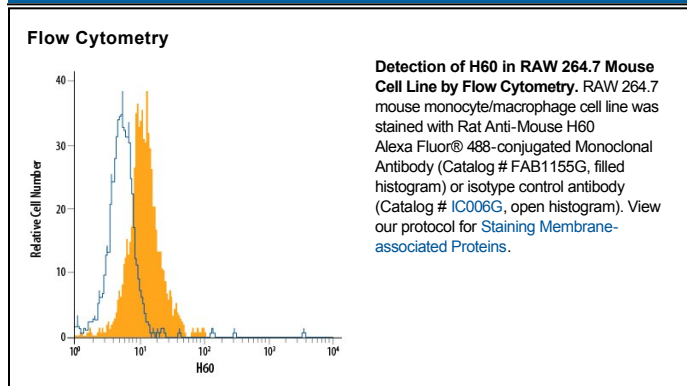 Flow Cytometry
Detection of H60 in RAW 264.7 Mouse
Cell Line by Flow Cytometry. RAW 264.7
mouse monocyte/macrophage cell line was
stained with Rat Anti-Mouse H60
Alexa Fluor® 488-conjugated Monoclonal
Antibody (Catalog # FAB1155G, filled
histogram) or isotype control antibody
(Catalog # IC006G, open histogram). View
our protocol for Staining Membrane-
associated Proteins.
Relative Cell Number
40
30
20
10
0
10⁰ 10¹ 10² 10³ 10⁴
H60